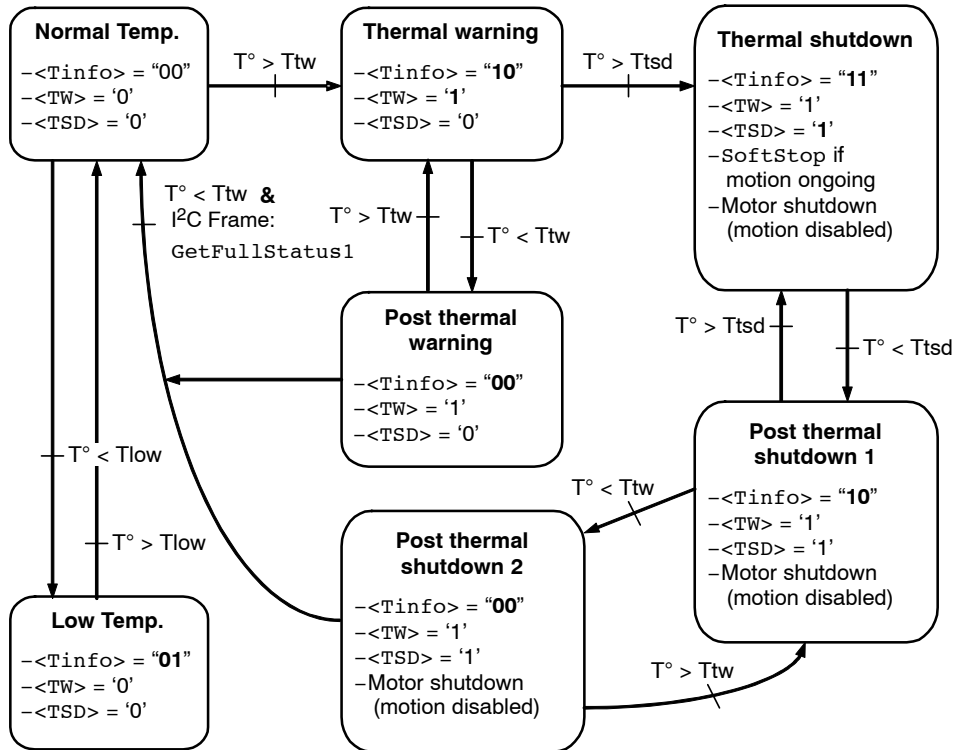 Normal Temp.
–<Tinfo> = “00”
–<TW> = ‘0’
–<TSD> = ‘0’
T° > Ttw
Thermal warning
–<Tinfo> = “10”
–<TW> = ‘1’
–<TSD> = ‘0’
T° > Ttsd
Thermal shutdown
–<Tinfo> = “11”
–<TW> = ‘1’
–<TSD> = ‘1’
–SoftStop if
motion ongoing
–Motor shutdown
(motion disabled)
T° < Ttw &
I²C Frame:
GetFullStatus1
T° > Ttw
T° < Ttw
Post thermal
warning
–<Tinfo> = “00”
–<TW> = ‘1’
–<TSD> = ‘0’
T° > Ttsd
T° < Ttsd
Post thermal
shutdown 1
–<Tinfo> = “10”
–<TW> = ‘1’
–<TSD> = ‘1’
–Motor shutdown
(motion disabled)
T° < Tlow
T° > Tlow
T° < Ttw
Post thermal
shutdown 2
–<Tinfo> = “00”
–<TW> = ‘1’
–<TSD> = ‘1’
–Motor shutdown
(motion disabled)
T° > Ttw
Low Temp.
–<Tinfo> = “01”
–<TW> = ‘0’
–<TSD> = ‘0’